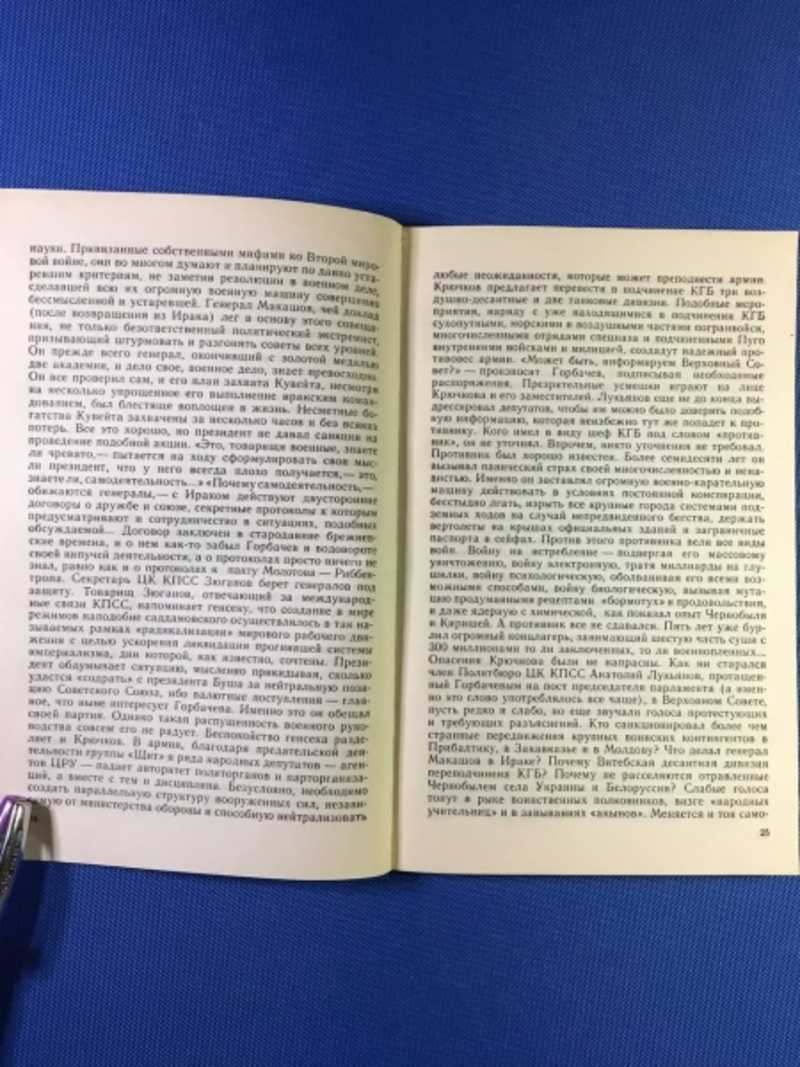 науки. Привязанные собственными мифами ко Второй миро-
вой войне, они во многом думают и планируют по давно уста-
ревшим критериям, не заметив революции в военном деле,
сделавшей всю их огромную военную машину совершенно
бессмысленной и устаревшей. Генерал Макашов, чей доклад
(после возвращения из Ирака) лег в основу этого совеща-
ния, не только безответственный политический экстремист,
призывающий штурмовать и разгонять советы всех уровней.
Он прежде всего генерал, окончивший с золотой медалью
две академии, и дело свое, военное дело, знает превосходно.
Он все проверил сам, и его план захвата Кувейта, несмотря
на несколько упрощенное его выполнение иракским коман-
дованием, был блестяще воплощен в жизнь. Несметные бо-
гатства Кувейта захвачены за несколько часов и без всяких
потерь. Все это хорошо, но президент не давал санкции на
проведение подобной акции. «Это, товарищи военные, знаете
ли чревато,— пытается на ходу сформулировать свои мыс-
ли президент, что у него всегда плохо получается,— это,
знаете ли, самодеятельность...» «Почему самодеятельность,—
обижаются генералы,— с Ираком действуют двусторонние
договоры о дружбе и союзе, секретные протоколы к которым
предусматривают и сотрудничество в ситуациях, подобных
обсуждаемой... Договор заключен в стародавние брежнев-
ские времена, и о нем как-то забыл Горбачев в водовороте
своей кипучей деятельности, а о протоколах просто ничего не
знал, равно как и о протоколах к пакту Молотова — Риббен-
тропа. Секретарь ЦК КПСС Зюганов берет генералов под
защиту. Товарищ Зюганов, отвечающий за международ-
ные связи КПСС, напоминает генсеку, что создание в мире
режимов наподобие саддамовского осуществлялось в так на-
зываемых рамках «радикализации» мирового рабочего дви-
жения с целью ускорения ликвидации прогнившей системы
империализма, дни которой, как известно, сочтены. Прези-
дент обдумывает ситуацию, мысленно прикидывая, сколько
удастся «содрать» с президента Буша за нейтральную пози-
цию Советского Союза, ибо валютные поступления — глав-
ное, что ныне интересует Горбачева. Именно это он обещал
своей партии. Однако такая распущенность военного руко-
водства совсем его не радует. Беспокойство генсека разде-
ляет и Крючков. В армии, благодаря предательской дея-
тельности группы «Щит» и ряда народных депутатов — аген-
тов ЦРУ — падает авторитет политорганов и парторганиза-
ций, а вместе с тем и дисциплина. Безусловно, необходимо
создать параллельную структуру вооруженных сил, незави-
симую от министерства обороны и способную нейтрализовать
любые неожиданности, которые может преподнести армия.
Крючков предлагает перевести в подчинение КГБ три воз-
душно-десантные и две танковые дивизии. Подобные меро-
приятия, наряду с уже находящимися в подчинении КГБ
сухопутными, морскими и воздушными частями погранвойск,
многочисленными отрядами спецназа и подчиненными Пуго
внутренними войсками и милицией, создадут надежный про-
тивовес армии. «Может быть, информируем Верховный Со-
вет?» — произносит Горбачев, подписывая необходимые
распоряжения. Презрительные усмешки играют на лице
Крючкова и его заместителей. Лукьянов еще не до конца вы-
дрессировал депутатов, чтобы им можно было доверять подоб-
ную информацию, которая неизбежно тут же попадет к про-
тивнику. Кого имел в виду шеф КГБ под словом «против-
ник», он не уточнил. Впрочем, никто уточнения не требовал.
Противник был хорошо известен. Более семидесяти лет он
вызывал панический страх своей многочисленностью и нена-
вистью. Именно он заставлял огромную военно-карательную
машину действовать в условиях постоянной конспирации,
бесстыдно лгать, изрыть все крупные города системами под-
земных ходов на случай непредвиденного бегства, держать
вертолеты на крышах официальных зданий и заграничные
паспорта в сейфах. Против этого противника вели все виды
войн. Войну на истребление — подвергая его массовому
уничтожению, войну электронную, тратя миллиарды на глу-
шилки, войну психологическую, оболванивая его всеми воз-
можными способами, войну биологическую, вызывая мута-
цию продуманными рецептами «бормотух» и продовольствия,
и даже ядерную с химической, как показал опыт Чернобыля
и Киришей. А противник все не сдавался. Пять лет уже бур-
лил огромный концлагерь, занимающий шестую часть суши с
300 миллионами то ли заключенных, то ли военнопленных...
Опасения Крючкова были не напрасны. Как ни старался
член Политбюро ЦК КПСС Анатолий Лукьянов, протащен-
ный Горбачевым на пост председателя парламента (а имен-
но это слово употреблялось все чаще), в Верховном Совете,
пусть редко и слабо, но еще звучали голоса протестующих
и требующих разъяснений. Кто санкционировал более чем
странные передвижения крупных воинских контингентов в
Прибалтику, в Закавказье и в Молдову? Что делал генерал
Макашов в Ираке? Почему Витебская десантная дивизия
переподчинена КГБ? Почему не расселяются отравленные
Чернобылем села Украины и Белоруссии? Слабые голоса
тонут в рыке воинственных полковников, визге «народных
учительниц» и в завываниях «акынов». Меняется и тон само-
25